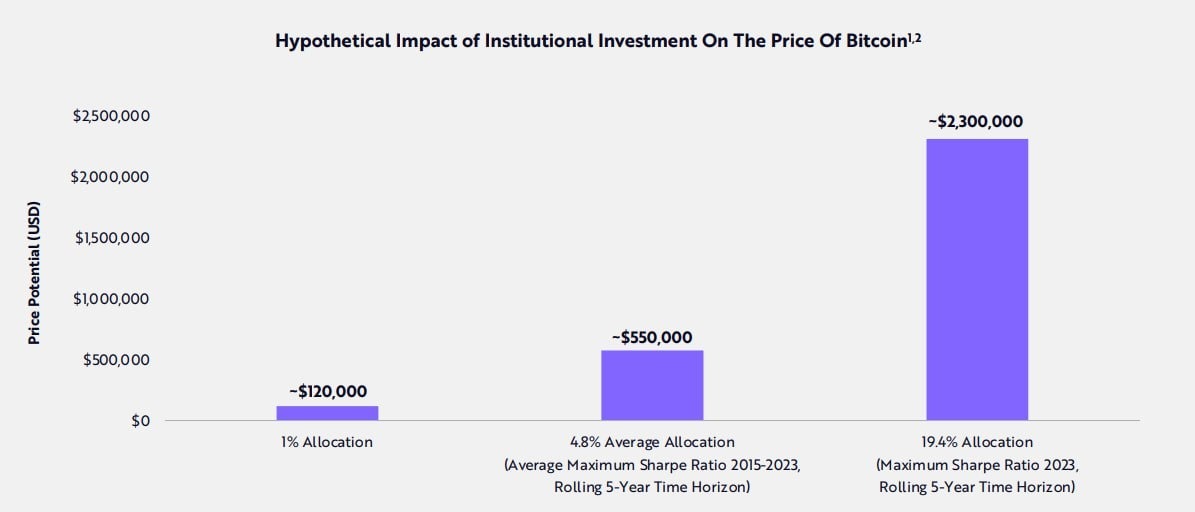 Hypothetical Impact of Institutional Investment On The Price Of Bitcoin1,2
$2,500,000
$2,000,000
$1,500,000
$1,000,000
$500,000
$0
Price Potential (USD)
~$120,000
~$550,000
~$2,300,000
1% Allocation
4.8% Average Allocation
(Average Maximum Sharpe Ratio 2015-2023,
Rolling 5-Year Time Horizon)
19.4% Allocation
(Maximum Sharpe Ratio 2023,
Rolling 5-Year Time Horizon)